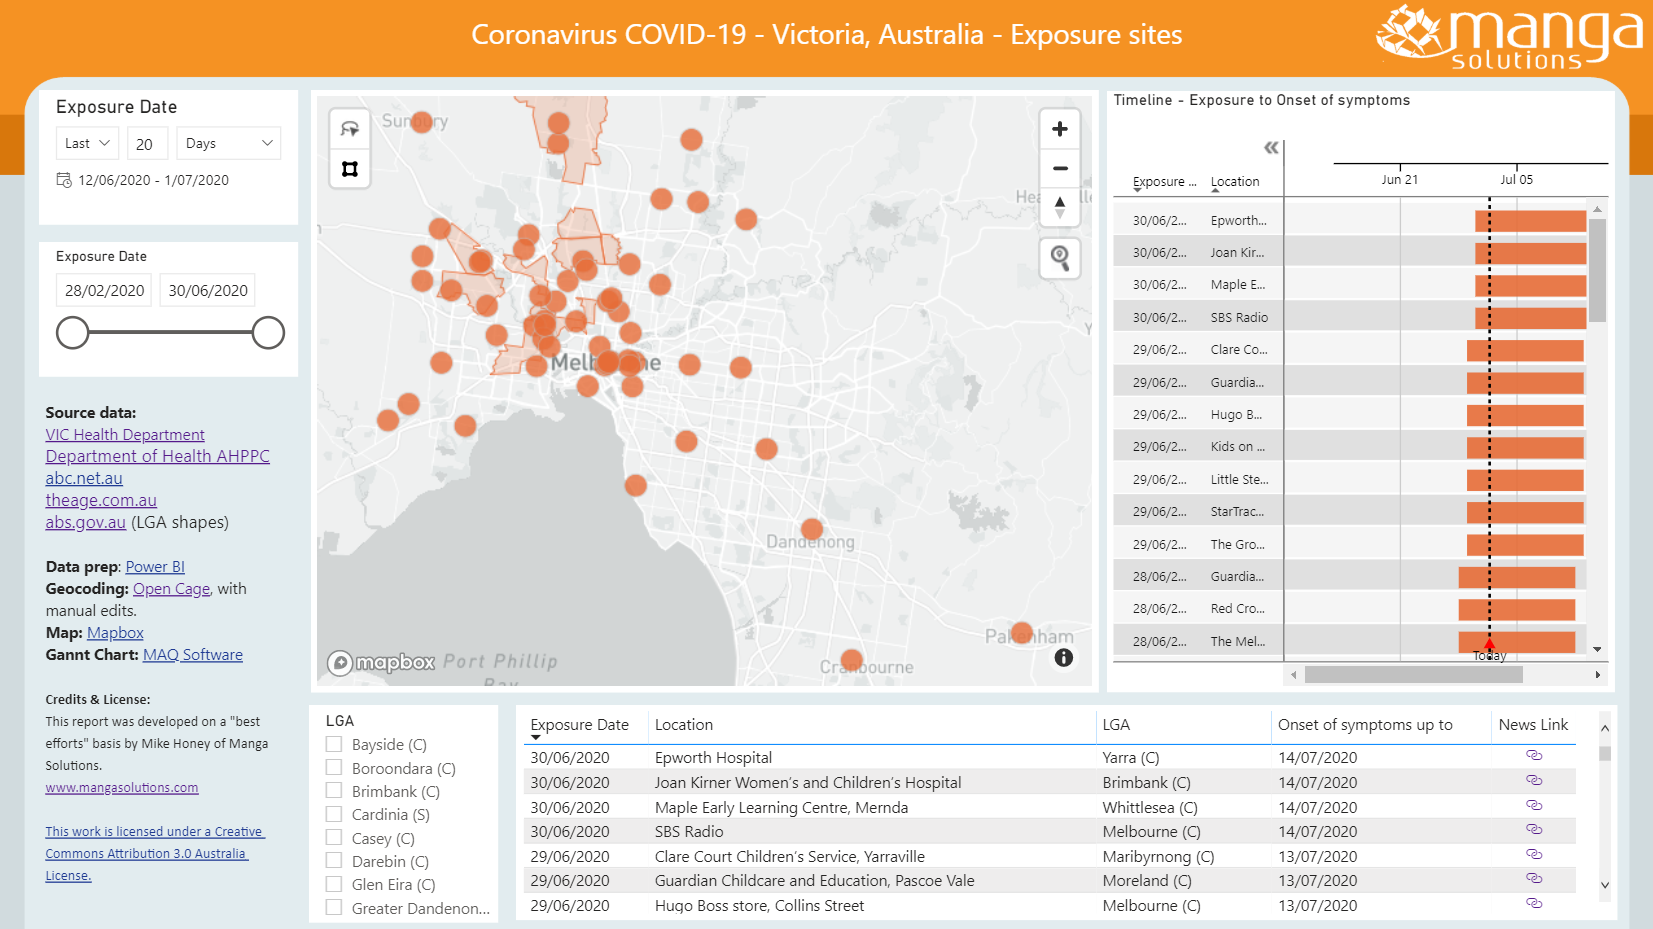 Coronavirus COVID-19 - Victoria, Australia - Exposure sites
manga
solutions
Exposure Date
Last 20 Days
12/06/2020 - 1/07/2020
Exposure Date
28/02/2020 30/06/2020
Source data:
VIC Health Department
Department of Health AHPPC
abc.net.au
theage.com.au
abs.gov.au (LGA shapes)
Data prep: Power BI
Geocoding: Open Cage, with
manual edits.
Map: Mapbox
Gannt Chart: MAQ Software
Credits & License:
This report was developed on a "best
efforts" basis by Mike Honey of Manga
Solutions.
www.mangasolutions.com
This work is licensed under a Creative
Commons Attribution 3.0 Australia
License.
Sunbury
Melbourne
Dandenong
Pakenham
Cranbourne
Port Phillip
Bay
mapbox
Timeline - Exposure to Onset of symptoms
Exposure ... Location Jun 21 Jul 05
30/06/2... Epworth...
30/06/2... Joan Kir...
30/06/2... Maple E...
30/06/2... SBS Radio
29/06/2... Clare Co...
29/06/2... Guardia...
29/06/2... Hugo B...
29/06/2... Kids on ...
29/06/2... Little Ste...
29/06/2... StarTrac...
29/06/2... The Gro...
28/06/2... Guardia...
28/06/2... Red Cro...
28/06/2... The Mel...
Today
LGA
Bayside (C)
Boroondara (C)
Brimbank (C)
Cardinia (S)
Casey (C)
Darebin (C)
Glen Eira (C)
Greater Dandenon...
Exposure Date Location LGA Onset of symptoms up to News Link
30/06/2020 Epworth Hospital Yarra (C) 14/07/2020
30/06/2020 Joan Kirner Women's and Children's Hospital Brimbank (C) 14/07/2020
30/06/2020 Maple Early Learning Centre, Mernda Whittlesea (C) 14/07/2020
30/06/2020 SBS Radio Melbourne (C) 14/07/2020
29/06/2020 Clare Court Children's Service, Yarraville Maribyrnong (C) 13/07/2020
29/06/2020 Guardian Childcare and Education, Pascoe Vale Moreland (C) 13/07/2020
29/06/2020 Hugo Boss store, Collins Street Melbourne (C) 13/07/2020